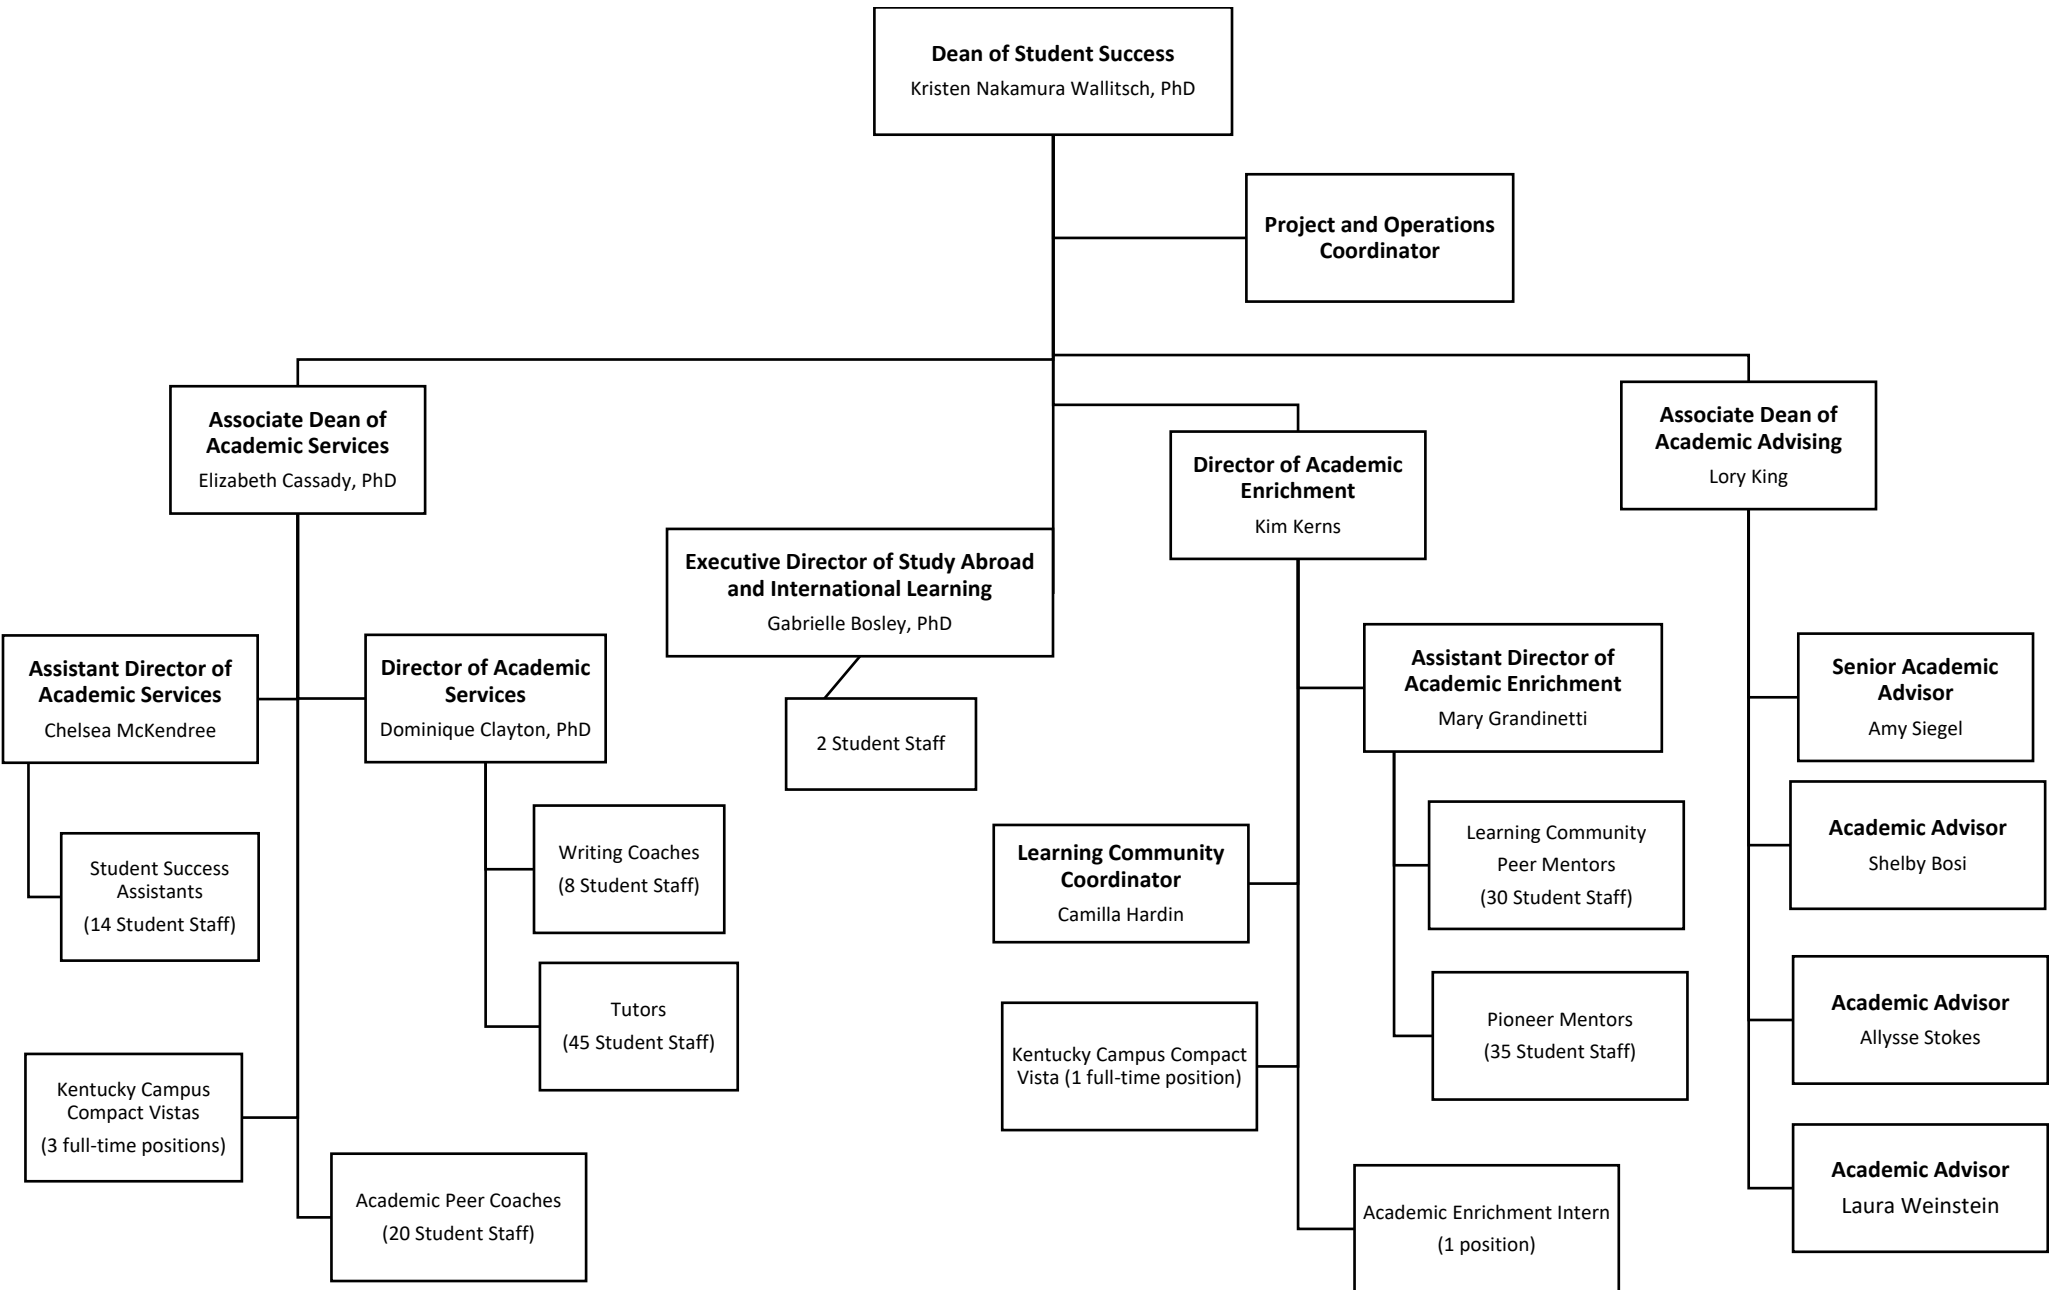 Dean of Student Success
Kristen Nakamura Wallitsch, PhD
Project and Operations
Coordinator
Associate Dean of
Academic Services
Elizabeth Cassady, PhD
Executive Director of Study Abroad
and International Learning
Gabrielle Bosley, PhD
Director of Academic
Enrichment
Kim Kerns
Associate Dean of
Academic Advising
Lory King
Assistant Director of
Academic Services
Chelsea McKendree
Director of Academic
Services
Dominique Clayton, PhD
2 Student Staff
Assistant Director of
Academic Enrichment
Mary Grandinetti
Senior Academic
Advisor
Amy Siegel
Student Success
Assistants
(14 Student Staff)
Writing Coaches
(8 Student Staff)
Tutors
(45 Student Staff)
Learning Community
Coordinator
Camilla Hardin
Learning Community
Peer Mentors
(30 Student Staff)
Academic Advisor
Shelby Bosi
Kentucky Campus
Compact Vistas
(3 full-time positions)
Academic Peer Coaches
(20 Student Staff)
Kentucky Campus Compact
Vista (1 full-time position)
Pioneer Mentors
(35 Student Staff)
Academic Advisor
Allysse Stokes
Academic Enrichment Intern
(1 position)
Academic Advisor
Laura Weinstein